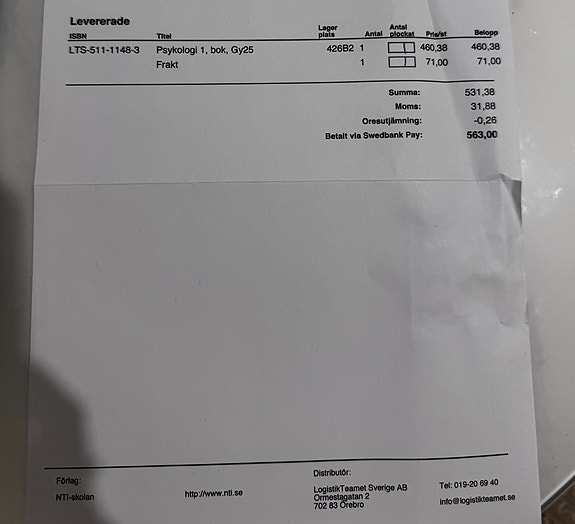 Levererade
ISBN Titel Lager plats Antal Antal plockat Pris/st Belopp
LTS-511-1148-3 Psykologi 1, bok, Gy25 426B2 1 460,38 460,38
Frakt 1 71,00 71,00
Summa: 531,38
Moms: 31,88
Öresutjämning: -0,26
Betalt via Swedbank Pay: 563,00
Förlag:
NTI-skolan
http://www.nti.se
Distributör:
LogistikTeamet Sverige AB
Ormestagatan 2
702 83 Örebro
Tel: 019-20 69 40
info@logistikteamet.se